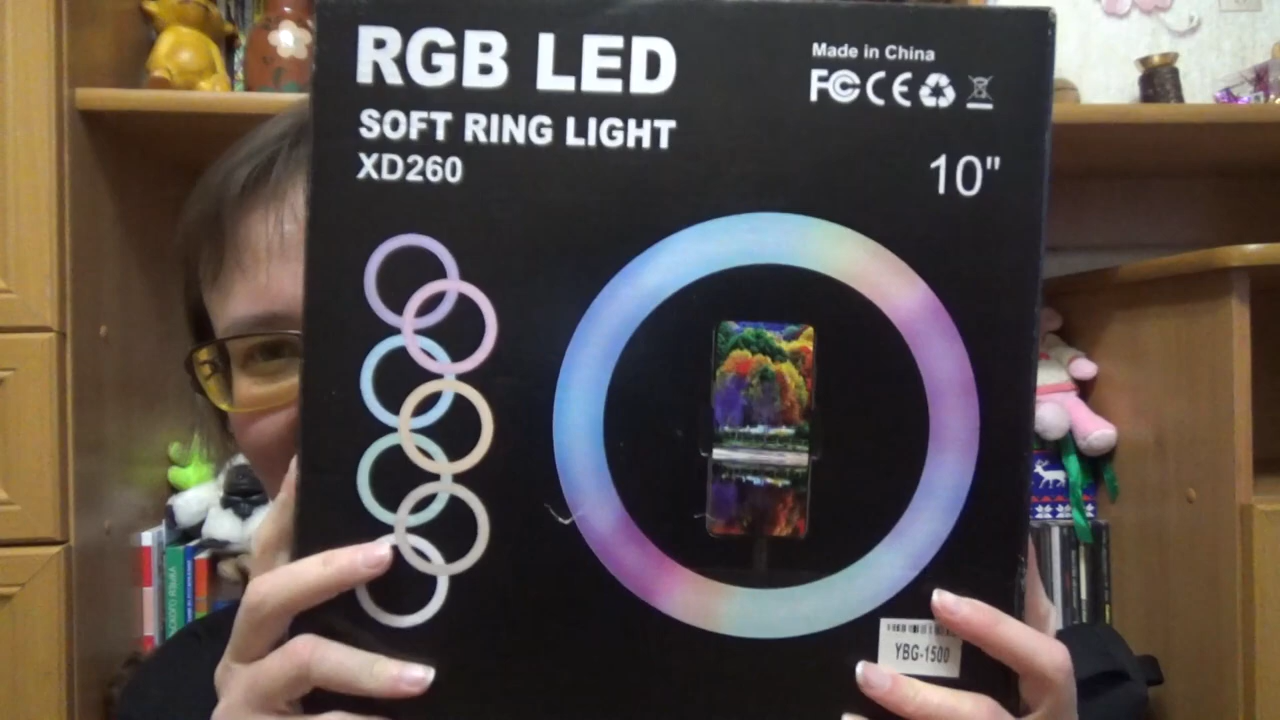 RGB LED
SOFT RING LIGHT
XD260
Made in China
FC CE
10"
YBG-1500